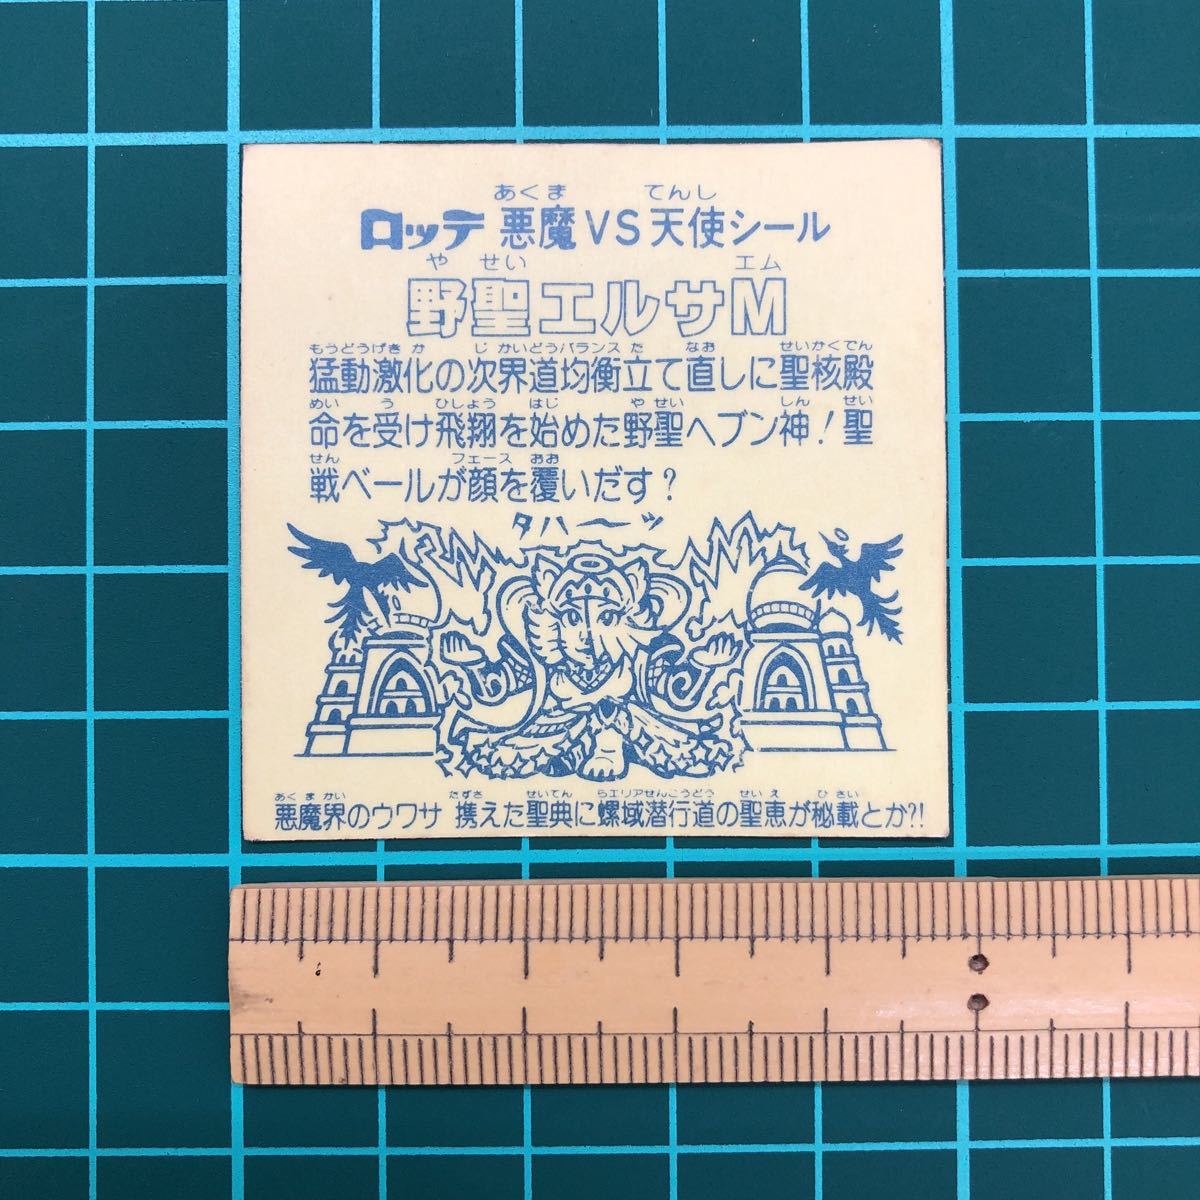 あくま てんし
ロッテ 悪魔VS天使シール
や せい エム
野聖エルサM
もうどうげき か じ かいどうバランス た なお せいかくでん
猛動激化の次界道均衡立て直しに聖核殿
めい う ひしょう はじ や せい しん せい
命を受け飛翔を始めた野聖ヘブン神!聖
せん フェース おお
戦ベールが顔を覆いだす?
タハ〜ッ
あく ま かい たずさ せいてん らエリアせんこうどう せい え ひ さい
悪魔界のウワサ 携えた聖典に螺域潜行道の聖恵が秘載とか?!
6